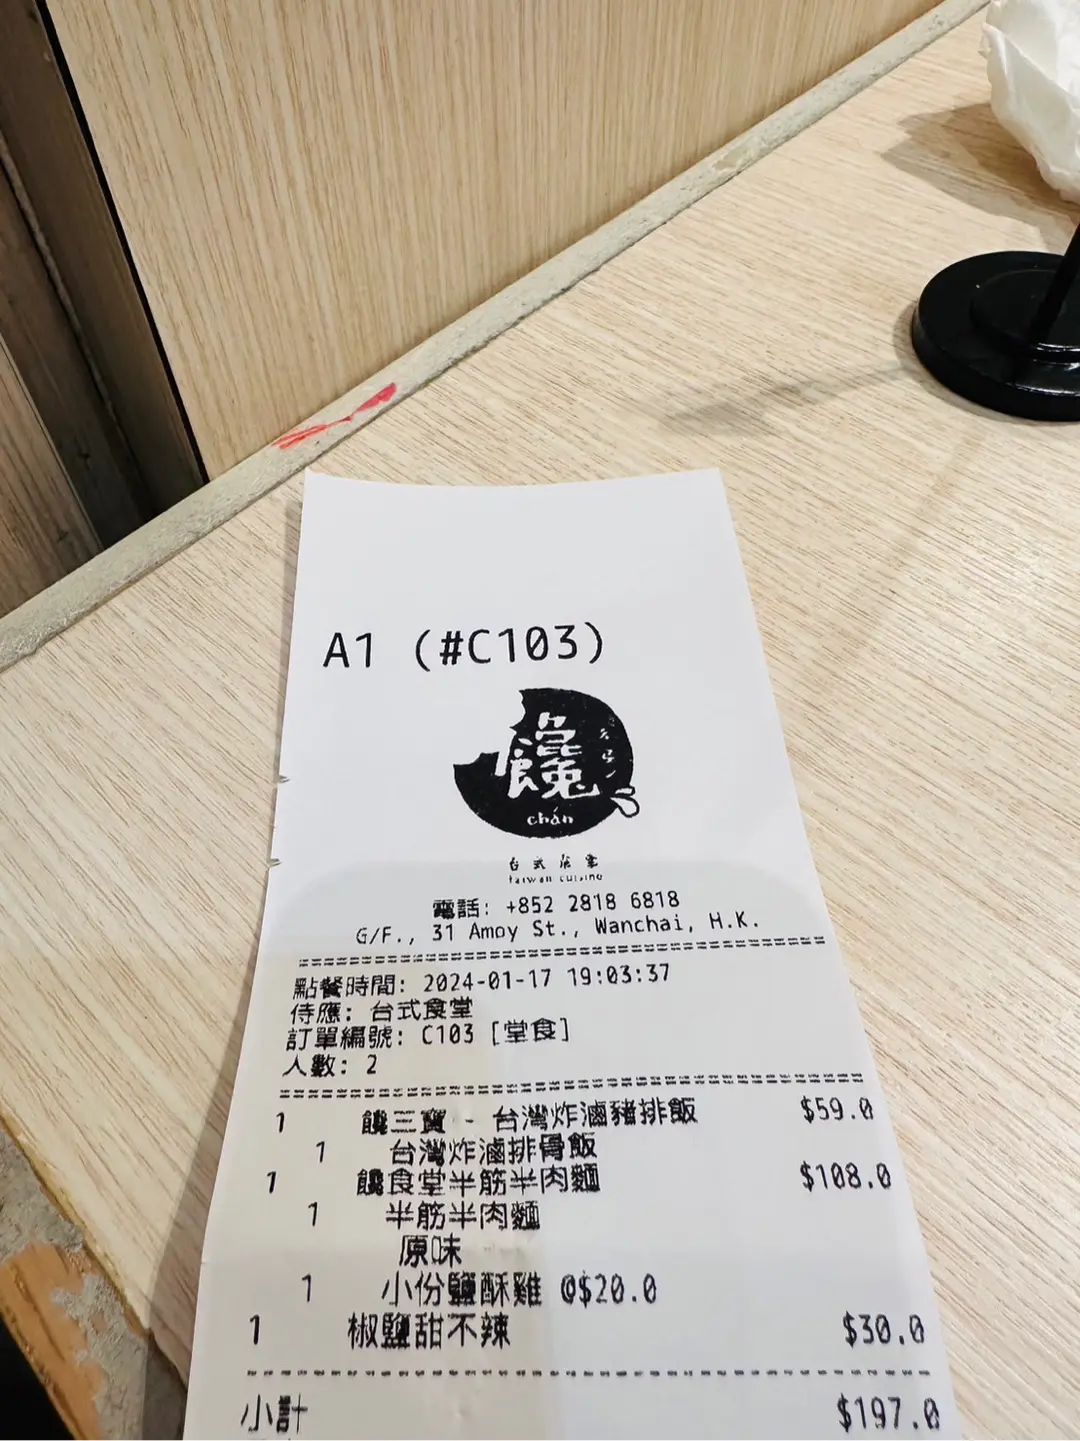 A1 (#C103)
饞
ㄔㄢˊ
chán
台式食堂
taiwan cuisine
電話: +852 2818 6818
G/F., 31 Amoy St., Wanchai, H.K.
點餐時間: 2024-01-17 19:03:37
侍應: 台式食堂
訂單編號: C103 [堂食]
人數: 2
1 饞三寶 - 台灣炸滷豬排飯 $59.0
1 台灣炸滷排骨飯
1 饞食堂半筋半肉麵 $108.0
1 半筋半肉麵
原味
1 小份鹽酥雞 @$20.0
1 椒鹽甜不辣 $30.0
小計 $197.0